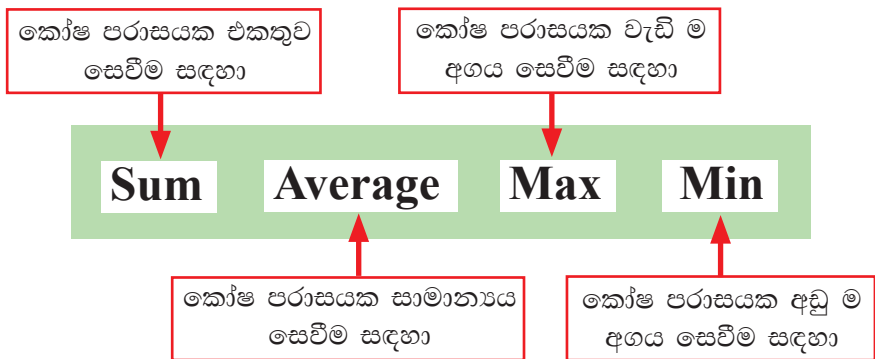 කෝෂ පරාසයක එකතුව
සෙවීම සඳහා
කෝෂ පරාසයක වැඩි ම
අගය සෙවීම සඳහා
Sum Average Max Min
කෝෂ පරාසයක සාමාන්‍යය
සෙවීම සඳහා
කෝෂ පරාසයක අඩු ම
අගය සෙවීම සඳහා